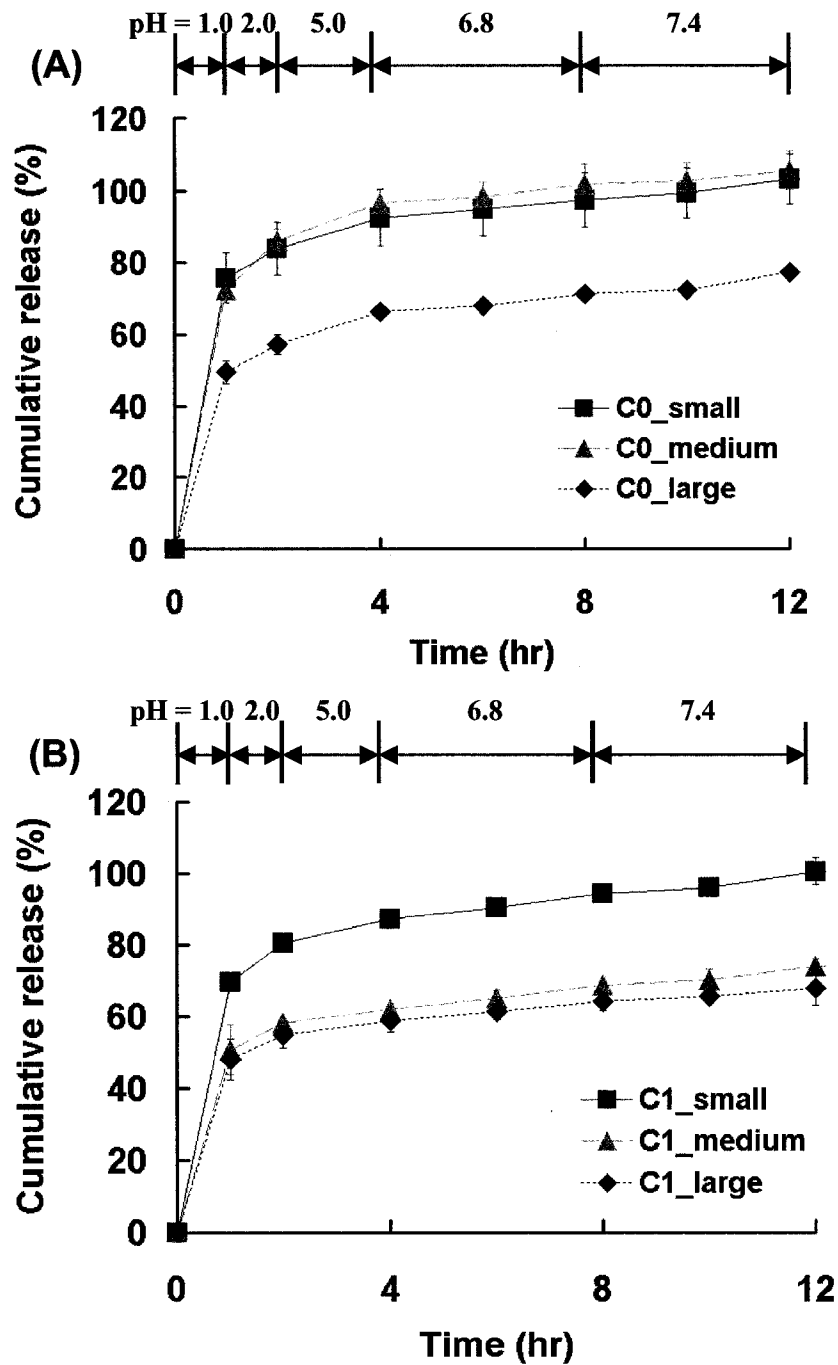 pH = 1.0 2.0 5.0 6.8 7.4
(A)
120
100
80
60
40
20
0
Cumulative release (%)
C0_small
C0_medium
C0_large
0 4 8 12
Time (hr)
pH = 1.0 2.0 5.0 6.8 7.4
(B)
120
100
80
60
40
20
0
Cumulative release (%)
C1_small
C1_medium
C1_large
0 4 8 12
Time (hr)